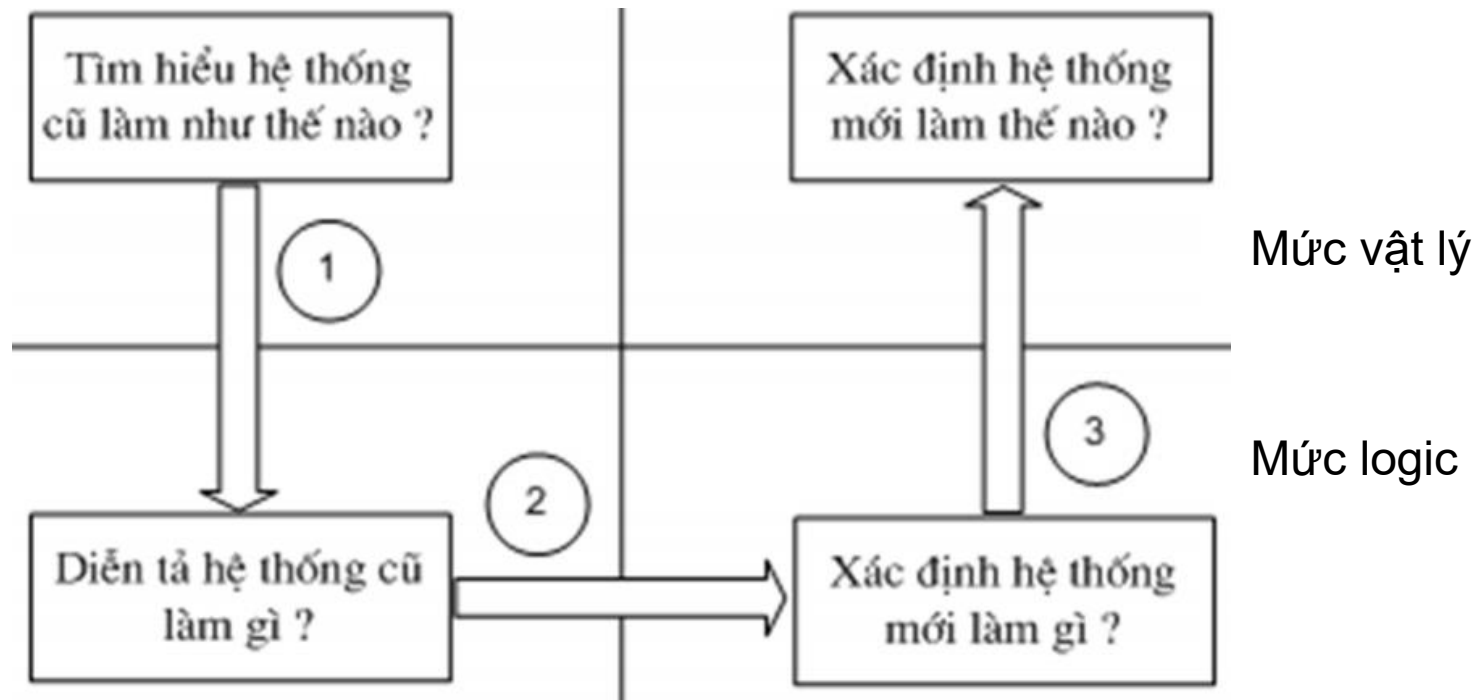 Tìm hiểu hệ thống
cũ làm như thế nào ?
Xác định hệ thống
mới làm thế nào ?
1
Mức vật lý
3
Mức logic
2
Diễn tả hệ thống cũ
làm gì ?
Xác định hệ thống
mới làm gì ?